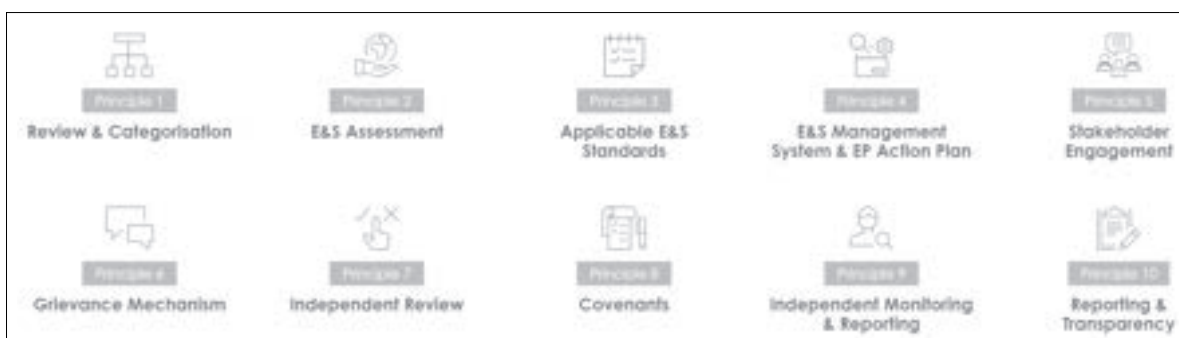 Principle 1
Principle 2
Principle 3
Principle 4
Principle 5
Review & Categorisation
E&S Assessment
Applicable E&S
Standards
E&S Management
System & EP Action Plan
Stakeholder
Engagement
Principle 6
Principle 7
Principle 8
Principle 9
Principle 10
Grievance Mechanism
Independent Review
Covenants
Independent Monitoring
& Reporting
Reporting &
Transparency